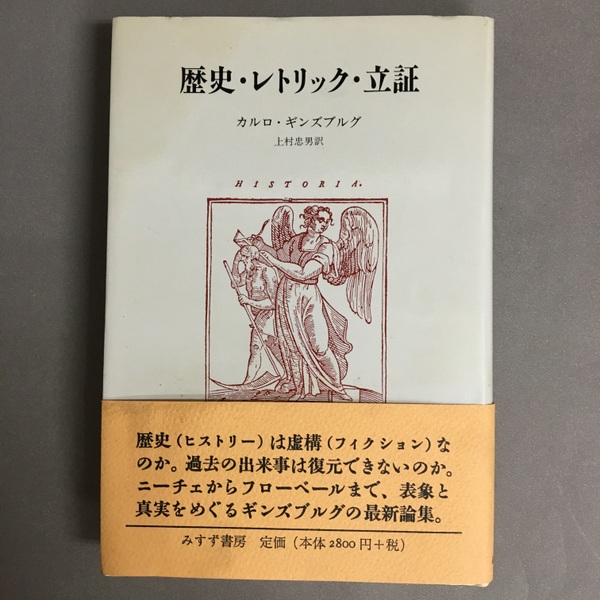 歴史・レトリック・立証
カルロ・ギンズブルグ
上村忠男訳
HISTORIA.
歴史（ヒストリー）は虚構（フィクション）な
のか。過去の出来事は復元できないのか。
ニーチェからフローベールまで、表象と
真実をめぐるギンズブルグの最新論集。
みすず書房　定価（本体2800円＋税）